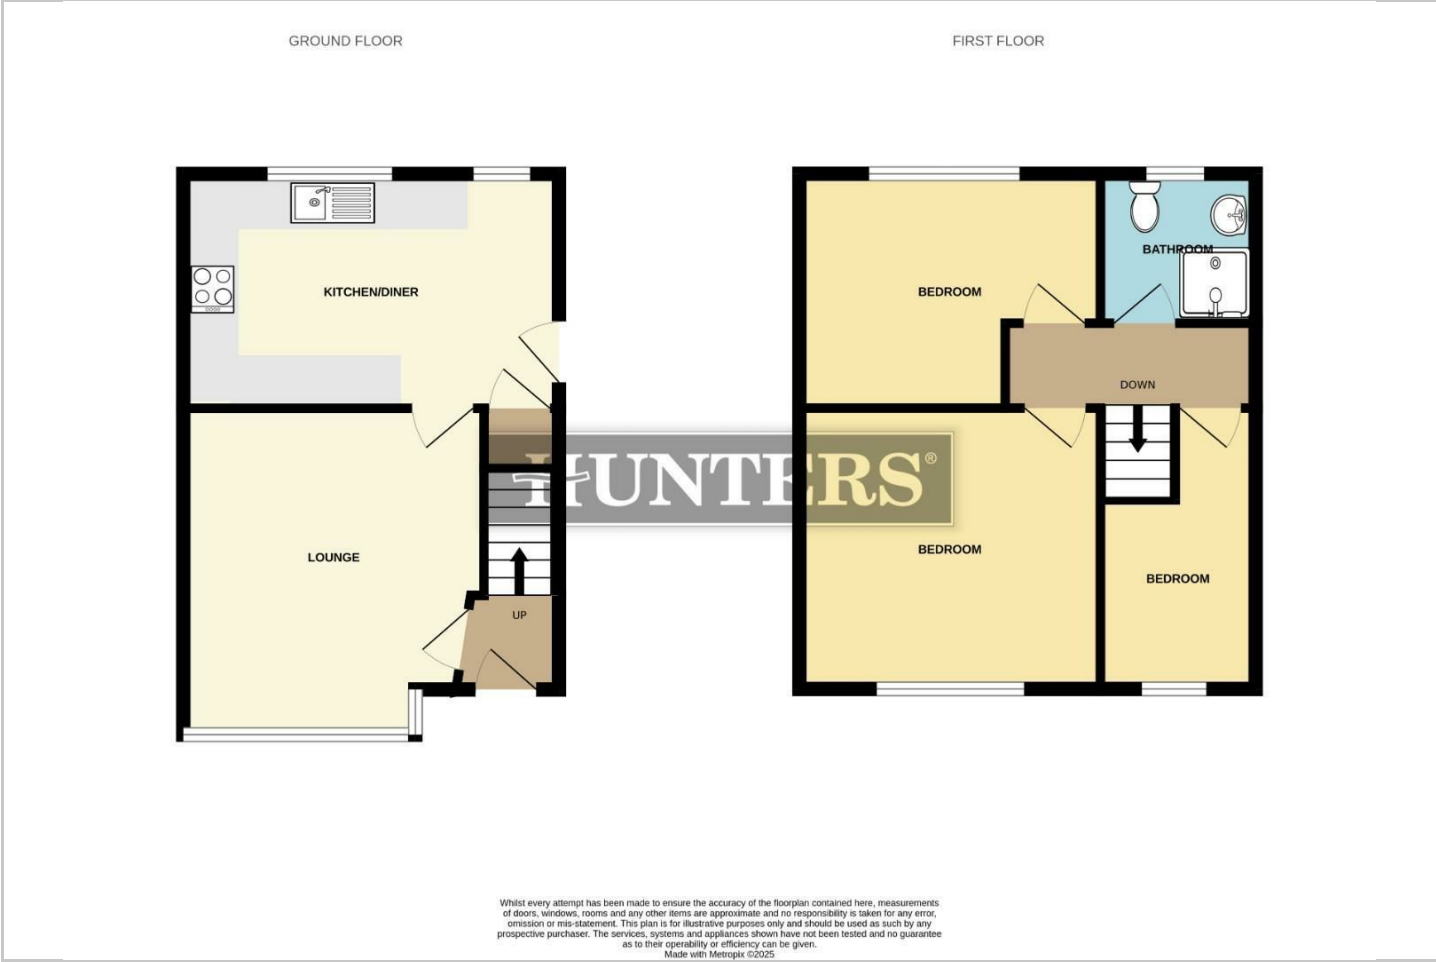 GROUND FLOOR
FIRST FLOOR
KITCHEN/DINER
LOUNGE
UP
BEDROOM
BATHROOM
DOWN
BEDROOM
BEDROOM
HUNTERS®
Whilst every attempt has been made to ensure the accuracy of the floorplan contained here, measurements
of doors, windows, rooms and any other items are approximate and no responsibility is taken for any error,
omission or mis-statement. This plan is for illustrative purposes only and should be used as such by any
prospective purchaser. The services, systems and appliances shown have not been tested and no guarantee
as to their operability or efficiency can be given.
Made with Metropix ©2025